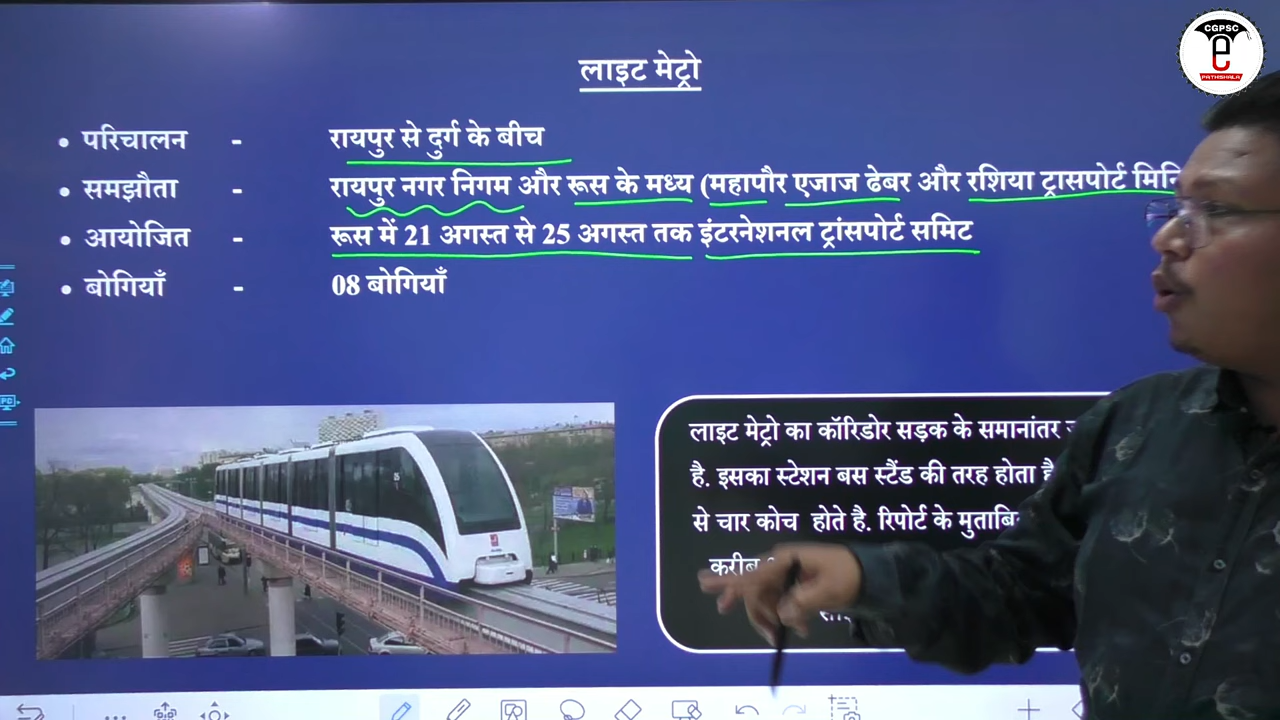 CGPSC
e
PATHSHALA
लाइट मेट्रो
• परिचालन - रायपुर से दुर्ग के बीच
• समझौता - रायपुर नगर निगम और रूस के मध्य (महापौर एजाज ढेबर और रशिया ट्रासपोर्ट
• आयोजित - रूस में 21 अगस्त से 25 अगस्त तक इंटरनेशनल ट्रांसपोर्ट समिट
• बोगियाँ - 08 बोगियाँ
लाइट मेट्रो का कॉरिडोर सड़क के समानांतर
है. इसका स्टेशन बस स्टैंड की तरह होता
से चार कोच होते है. रिपोर्ट के
करीब